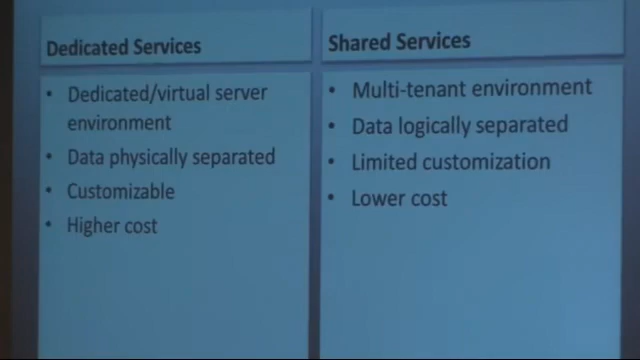 Dedicated Services
• Dedicated/virtual server
environment
• Data physically separated
• Customizable
• Higher cost
Shared Services
• Multi-tenant environment
• Data logically separated
• Limited customization
• Lower cost